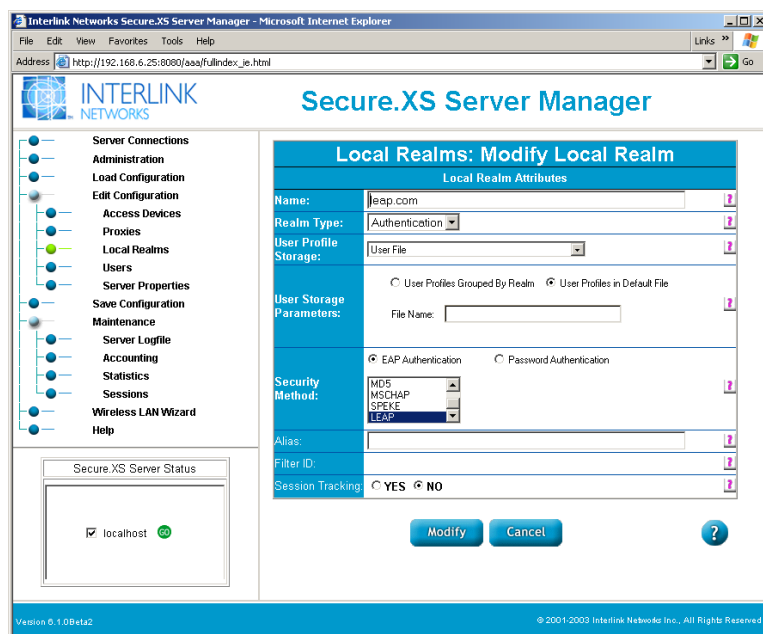 Interlink Networks Secure.XS Server Manager - Microsoft Internet Explorer
File Edit View Favorites Tools Help Links »
Address http://192.168.6.25:8080/aaa/fullindex_ie.html Go
INTERLINK
NETWORKS
Secure.XS Server Manager
Server Connections
Administration
Load Configuration
Edit Configuration
Access Devices
Proxies
Local Realms
Users
Server Properties
Save Configuration
Maintenance
Server Logfile
Accounting
Statistics
Sessions
Wireless LAN Wizard
Help
Secure.XS Server Status
localhost GO
Local Realms: Modify Local Realm
Local Realm Attributes
Name: leap.com ?
Realm Type: Authentication ?
User Profile
Storage: User File ?
User Storage
Parameters: User Profiles Grouped By Realm User Profiles in Default File ?
File Name:
Security
Method: EAP Authentication Password Authentication ?
MD5
MSCHAP
SPEKE
LEAP
Alias: ?
Filter ID: ?
Session Tracking: YES NO ?
Modify Cancel ?
Version 6.1.0Beta2 © 2001-2003 Interlink Networks Inc., All Rights Reserved